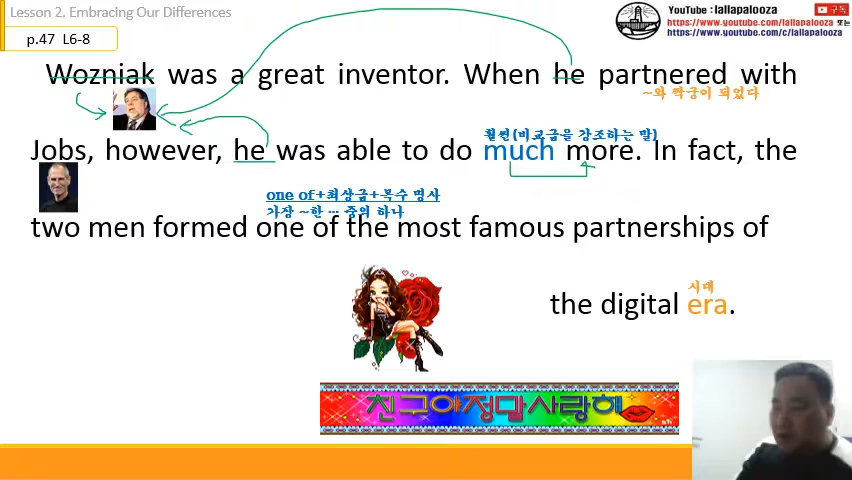 Lesson 2. Embracing Our Differences
YouTube : lallapalooza 구독
https://www.youtube.com/lallapalooza 또는
https://www.youtube.com/c/lallapalooza
p.47 L6-8
Wozniak was a great inventor. When he partnered with
~와 짝궁이 되었다
훨씬(비교급을 강조하는 말)
Jobs, however, he was able to do much more. In fact, the
one of+최상급+복수 명사
가장 ~한 … 중의 하나
two men formed one of the most famous partnerships of
시대
the digital era.
친구야정말사랑해